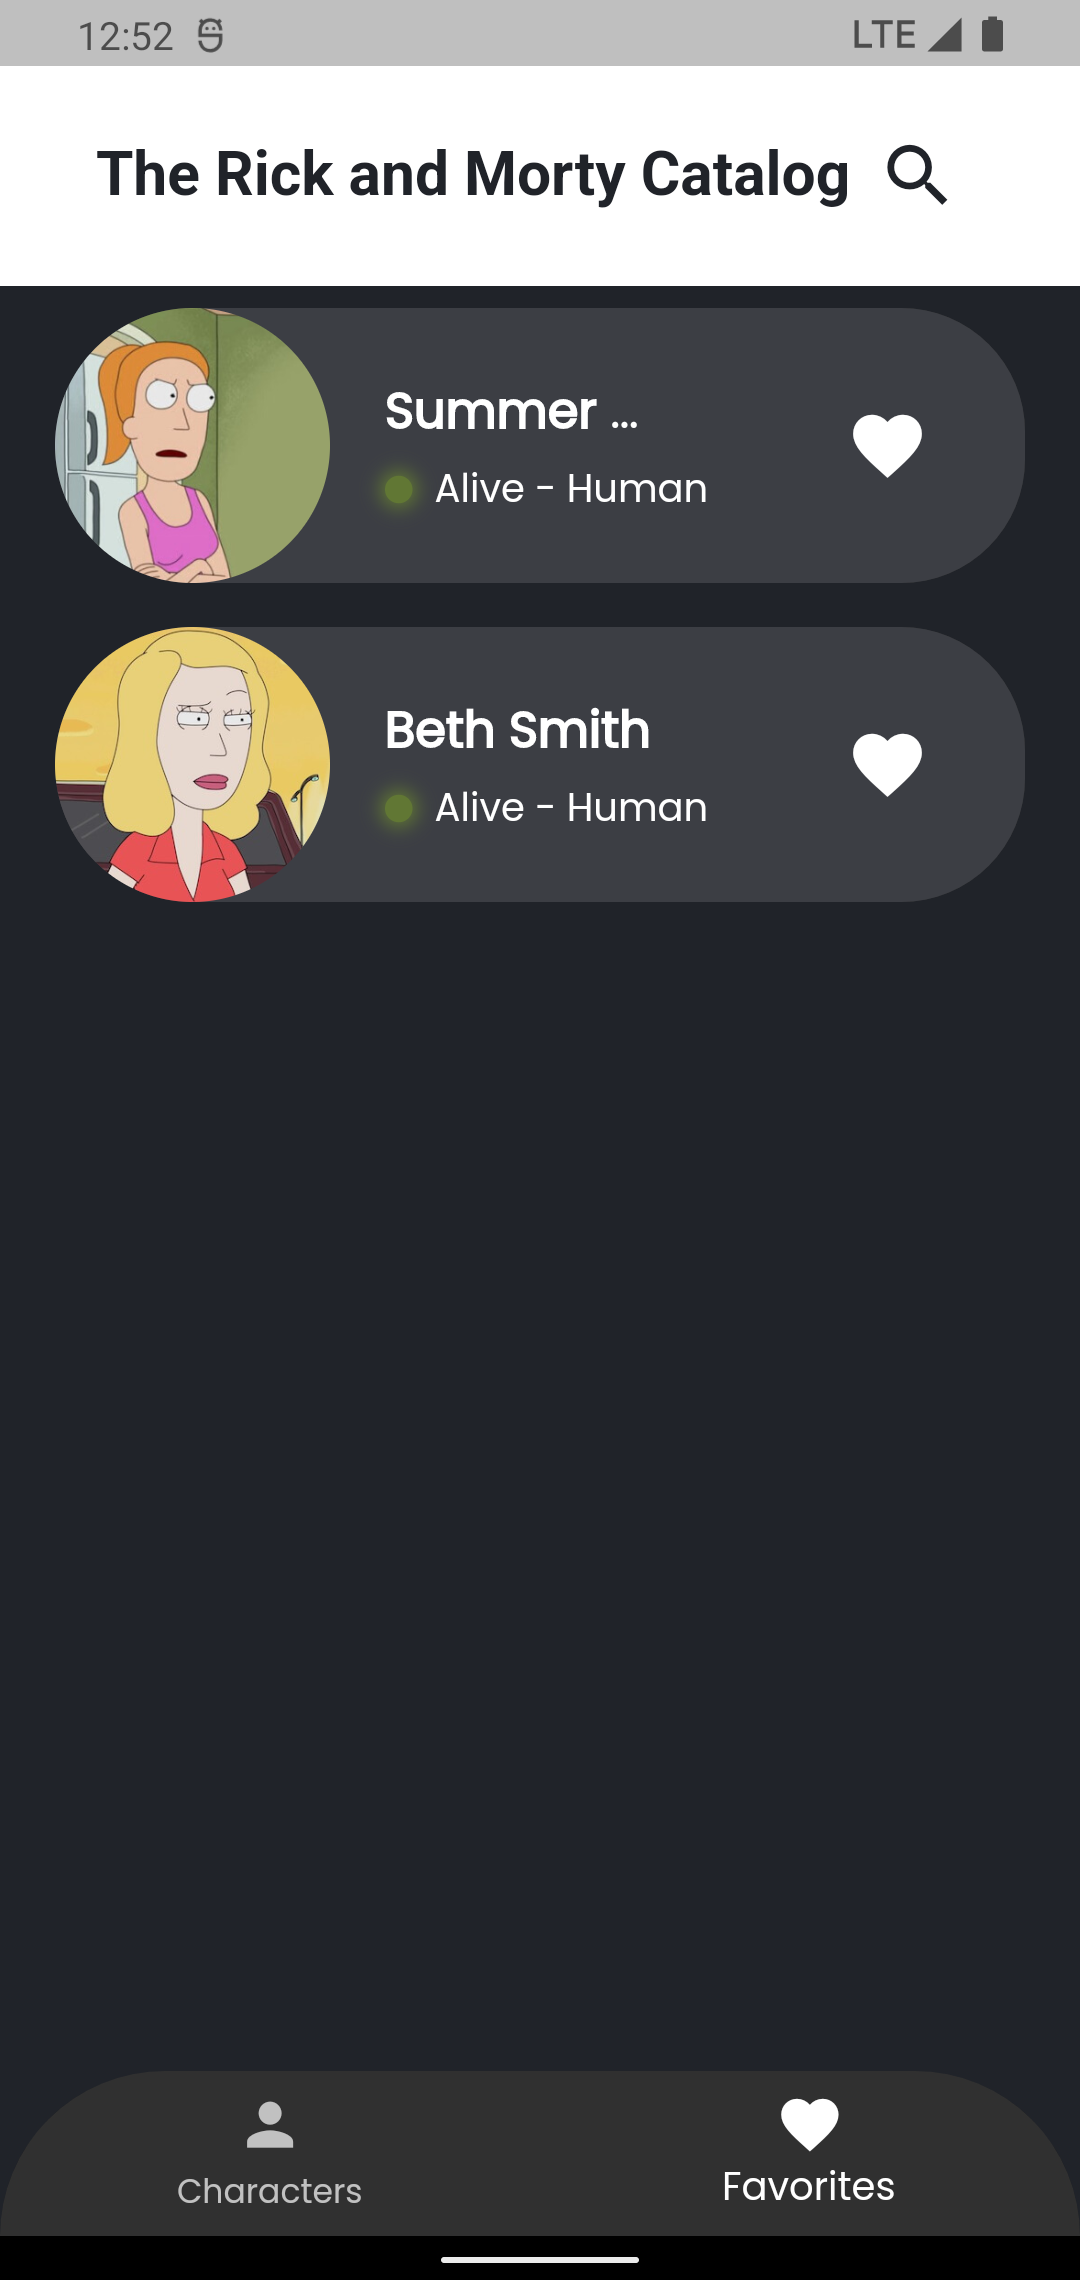 12:52 LTE
The Rick and Morty Catalog
Summer ...
Alive - Human
Beth Smith
Alive - Human
Characters
Favorites